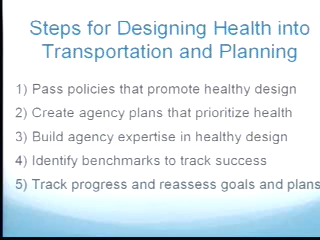 Steps for Designing Health into
Transportation and Planning
1) Pass policies that promote healthy design
2) Create agency plans that prioritize health
3) Build agency expertise in healthy design
4) Identify benchmarks to track success
5) Track progress and reassess goals and plans